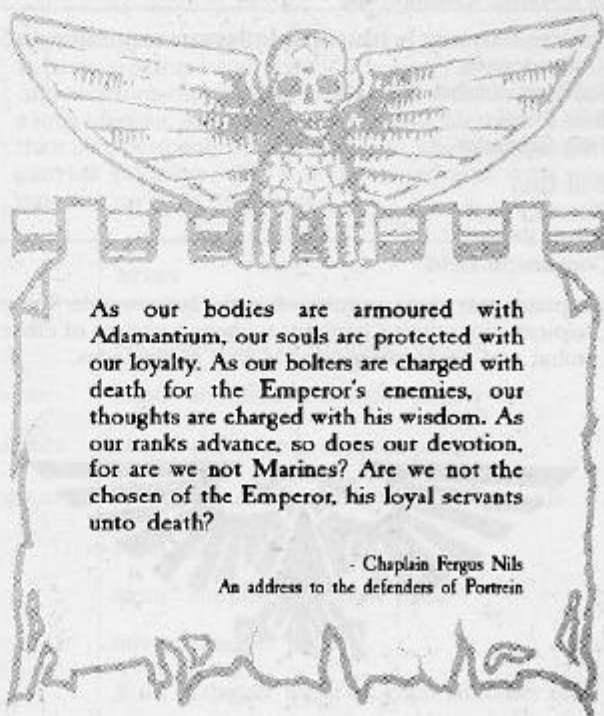 As our bodies are armoured with
Adamantium, our souls are protected with
our loyalty. As our bolters are charged with
death for the Emperor's enemies, our
thoughts are charged with his wisdom. As
our ranks advance, so does our devotion,
for are we not Marines? Are we not the
chosen of the Emperor, his loyal servants
unto death?
- Chaplain Fergus Nils
An address to the defenders of Portrein